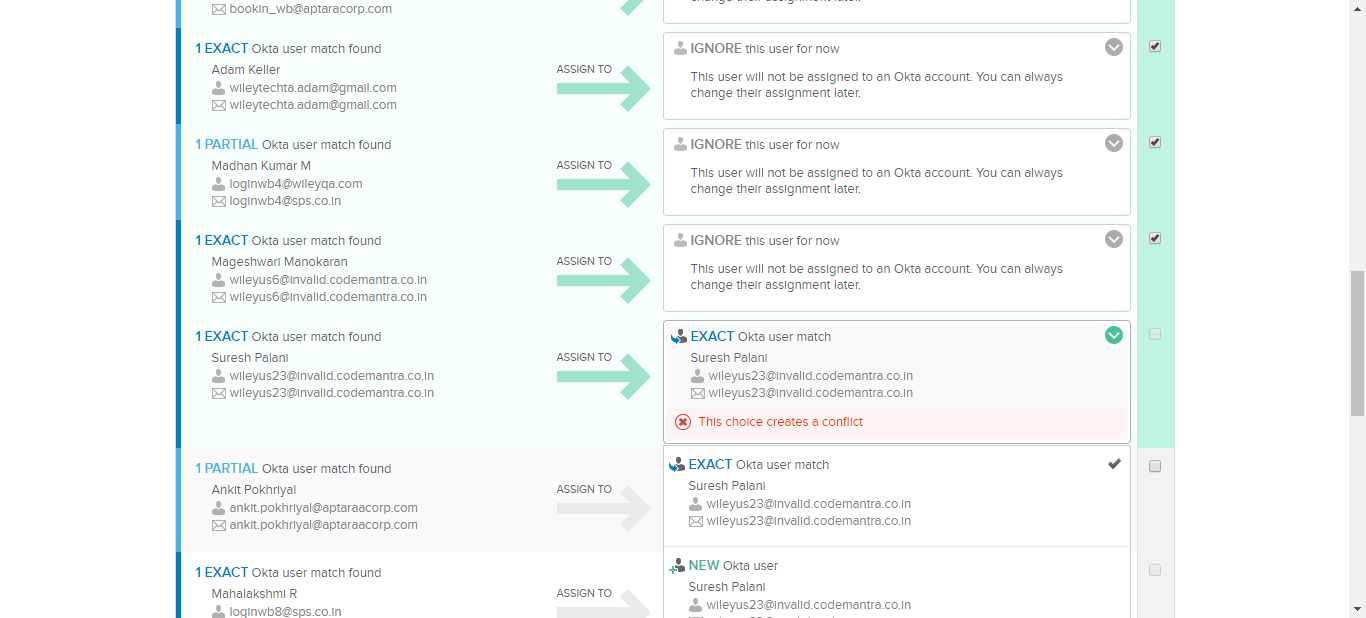 bookin_wb@aptaracorp.com
change their assignment later.
1 EXACT Okta user match found
Adam Keller
wileytechta.adam@gmail.com
wileytechta.adam@gmail.com
ASSIGN TO
IGNORE this user for now
This user will not be assigned to an Okta account. You can always
change their assignment later.
1 PARTIAL Okta user match found
Madhan Kumar M
loginwb4@wileyqa.com
loginwb4@sps.co.in
ASSIGN TO
IGNORE this user for now
This user will not be assigned to an Okta account. You can always
change their assignment later.
1 EXACT Okta user match found
Mageshwari Manokaran
wileyus6@invalid.codemantra.co.in
wileyus6@invalid.codemantra.co.in
ASSIGN TO
IGNORE this user for now
This user will not be assigned to an Okta account. You can always
change their assignment later.
1 EXACT Okta user match found
Suresh Palani
wileyus23@invalid.codemantra.co.in
wileyus23@invalid.codemantra.co.in
ASSIGN TO
EXACT Okta user match
Suresh Palani
wileyus23@invalid.codemantra.co.in
wileyus23@invalid.codemantra.co.in
This choice creates a conflict
1 PARTIAL Okta user match found
Ankit Pokhriyal
ankit.pokhriyal@aptaracorp.com
ankit.pokhriyal@aptaraacorp.com
ASSIGN TO
EXACT Okta user match
Suresh Palani
wileyus23@invalid.codemantra.co.in
wileyus23@invalid.codemantra.co.in
1 EXACT Okta user match found
Mahalakshmi R
loginwb8@sps.co.in
ASSIGN TO
NEW Okta user
Suresh Palani
wileyus23@invalid.codemantra.co.in